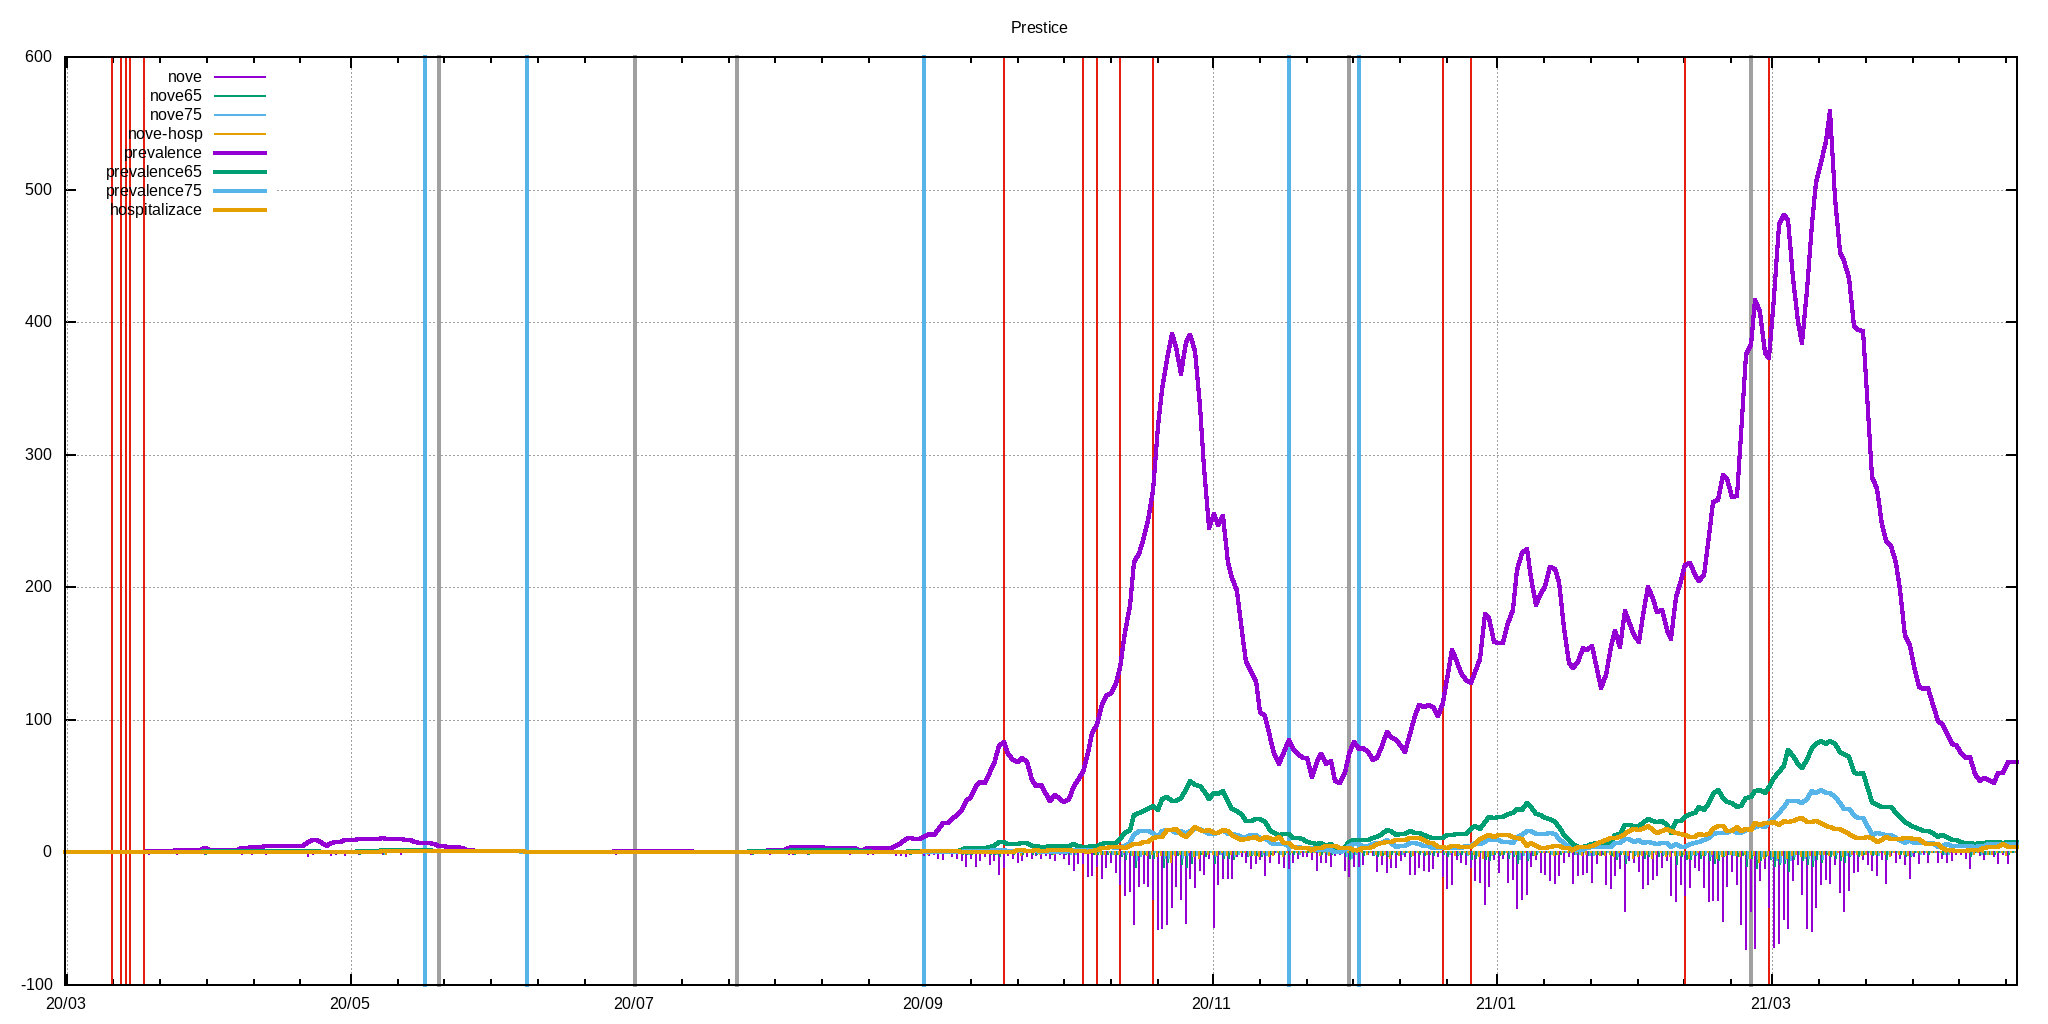 Prestice
600
500
400
300
200
100
0
-100
nove
nove65
nove75
nove-hosp
prevalence
prevalence65
prevalence75
hospitalizace
20/03 20/05 20/07 20/09 20/11 21/01 21/03